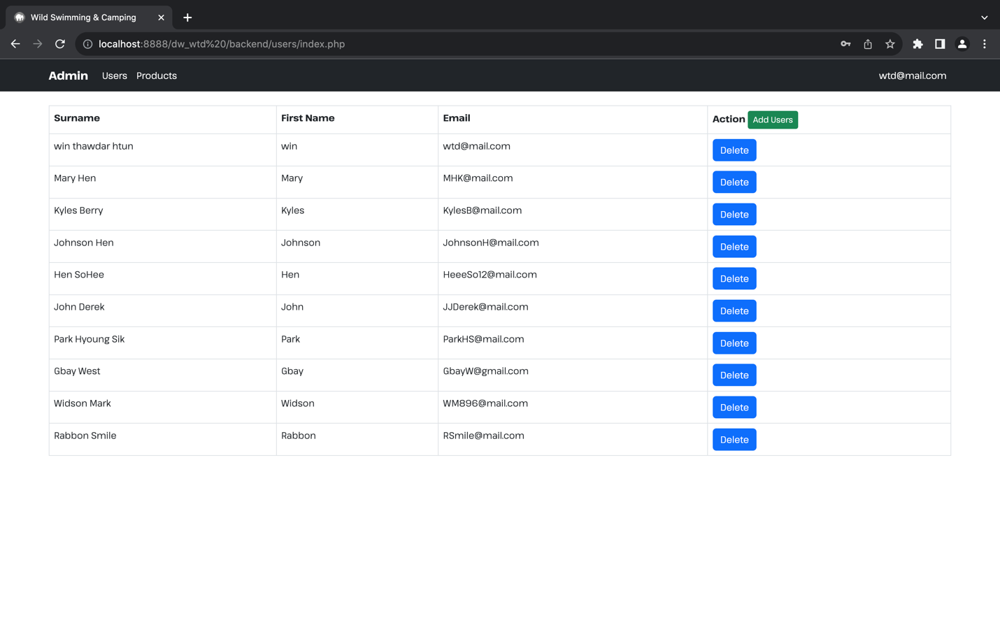 Wild Swimming & Camping
localhost:8888/dw_wtd%20/backend/users/index.php
Admin Users Products wtd@mail.com
Surname First Name Email Action Add Users
win thawdar htun win wtd@mail.com Delete
Mary Hen Mary MHK@mail.com Delete
Kyles Berry Kyles KylesB@mail.com Delete
Johnson Hen Johnson JohnsonH@mail.com Delete
Hen SoHee Hen HeeeSo12@mail.com Delete
John Derek John JJDerek@mail.com Delete
Park Hyoung Sik Park ParkHS@mail.com Delete
Gbay West Gbay GbayW@gmail.com Delete
Widson Mark Widson WM896@mail.com Delete
Rabbon Smile Rabbon RSmile@mail.com Delete